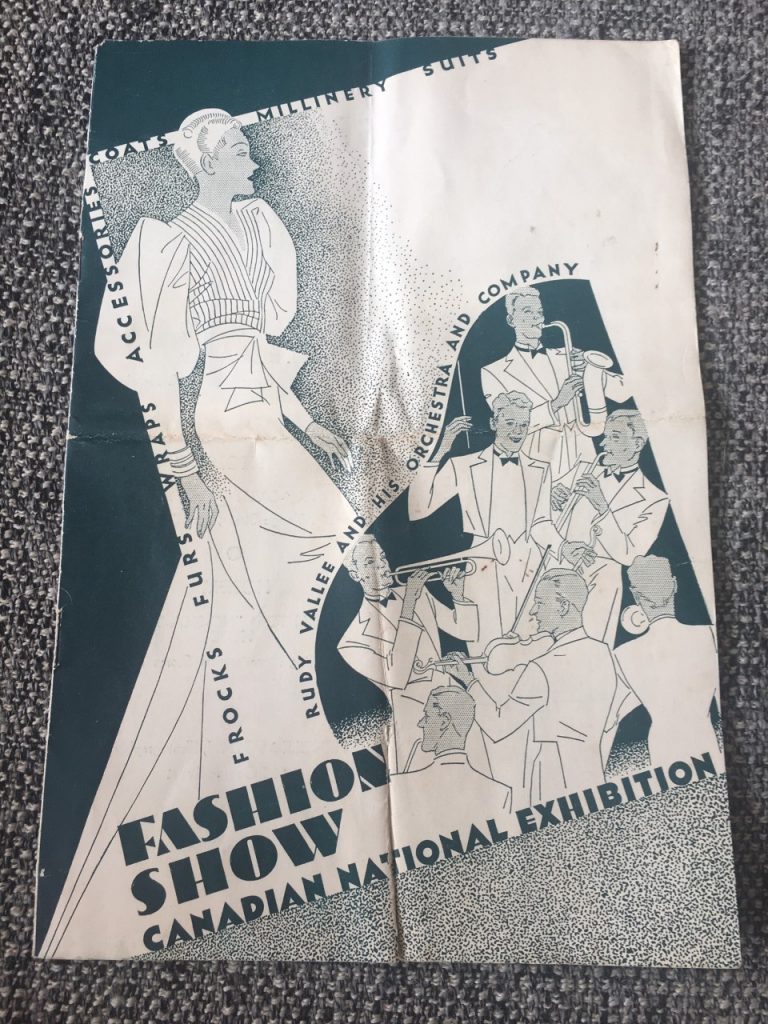 SUITS
MILLINERY
COATS
ACCESSORIES
WRAPS
FURS
FROCKS
RUDY VALLEE AND HIS ORCHESTRA AND COMPANY
FASHION
SHOW
CANADIAN NATIONAL EXHIBITION